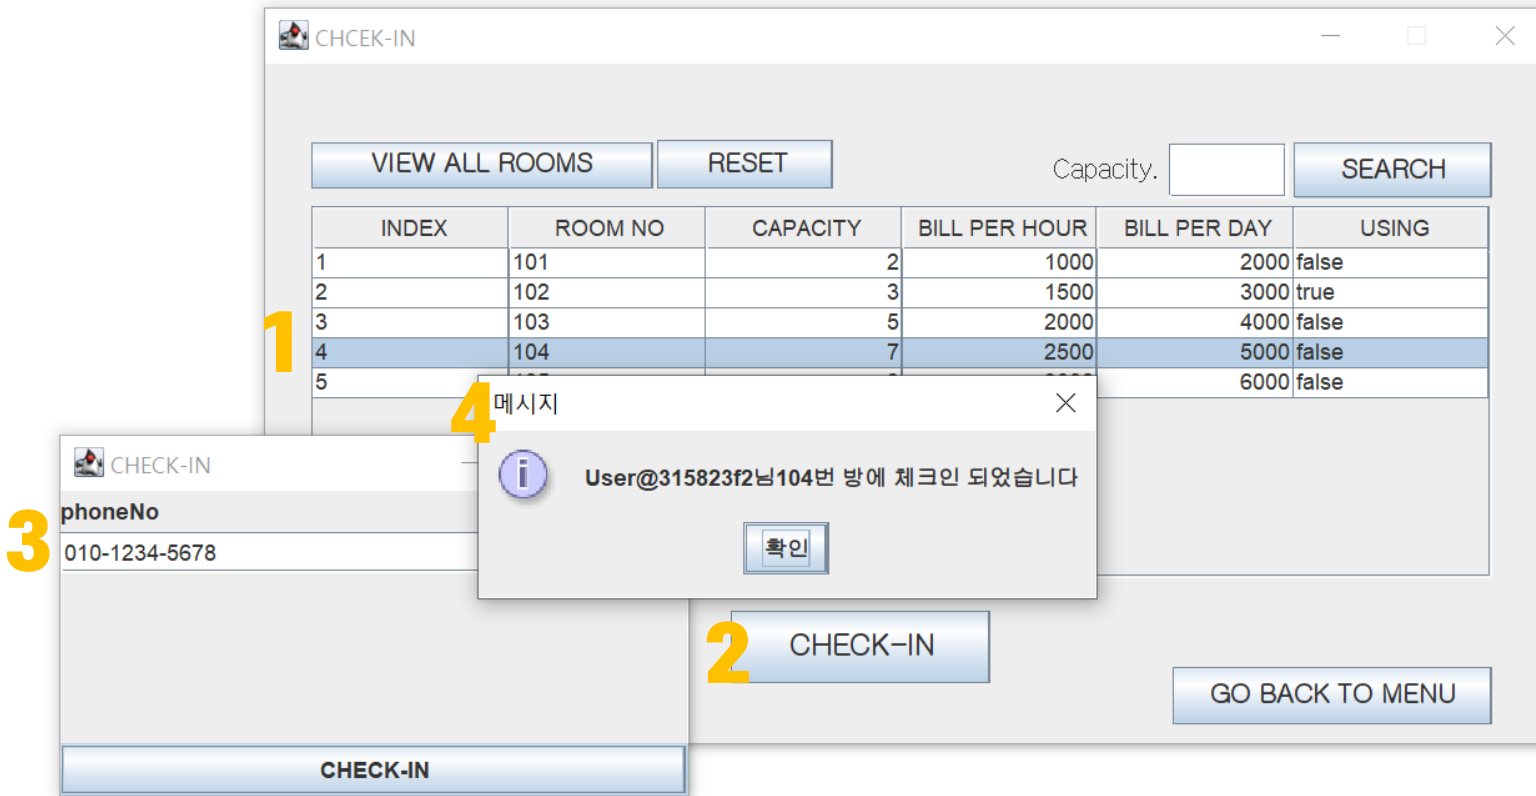 CHCEK-IN
VIEW ALL ROOMS RESET Capacity. SEARCH
INDEX ROOM NO CAPACITY BILL PER HOUR BILL PER DAY USING
1 101 2 1000 2000 false
2 102 3 1500 3000 true
3 103 5 2000 4000 false
1
4 104 7 2500 5000 false
5 6000 false
4
메시지
User@315823f2님104번 방에 체크인 되었습니다
확인
CHECK-IN
phoneNo
3
010-1234-5678
CHECK-IN
2
CHECK-IN
GO BACK TO MENU